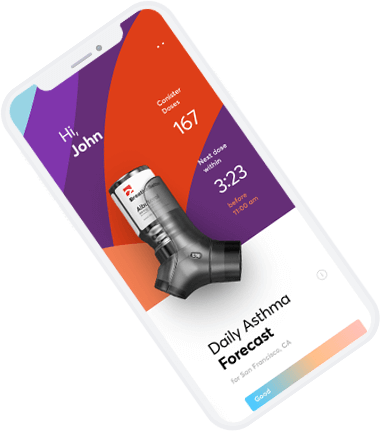 Hi,
John
Canister
Doses
167
Next dose
within
3:23
before
11:00 am
Daily Asthma
Forecast
for San Francisco, CA
Good